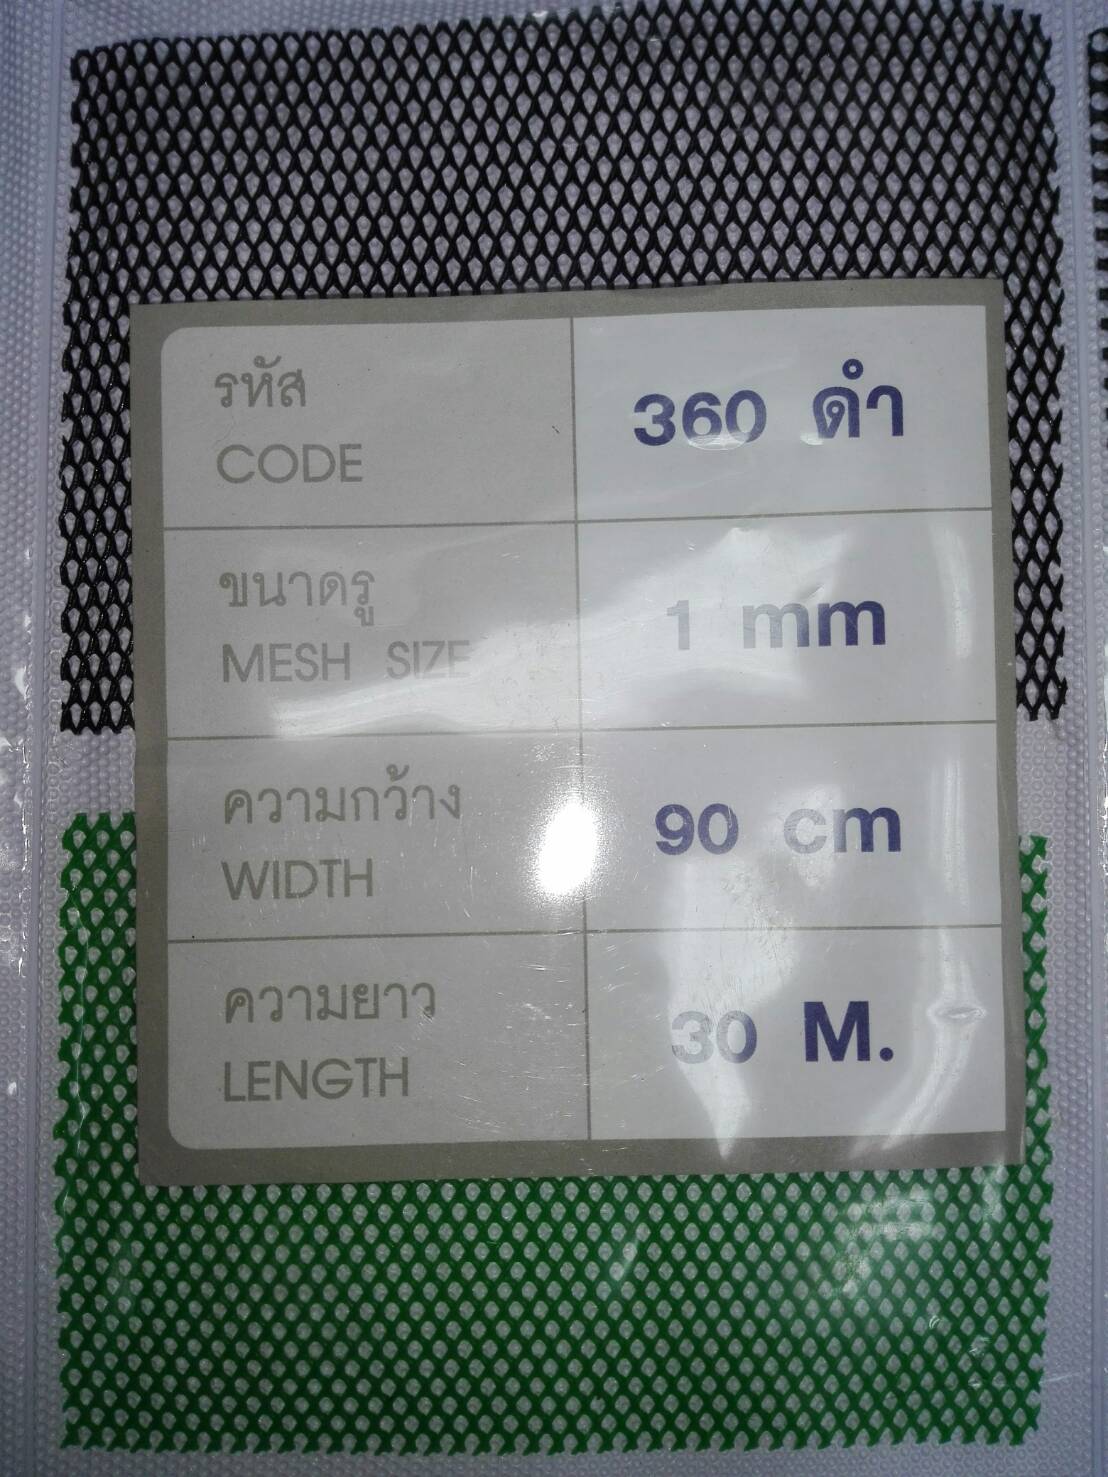 รหัส
CODE
360 ดำ
ขนาดรู
MESH SIZE
1 mm
ความกว้าง
WIDTH
90 cm
ความยาว
LENGTH
30 M.